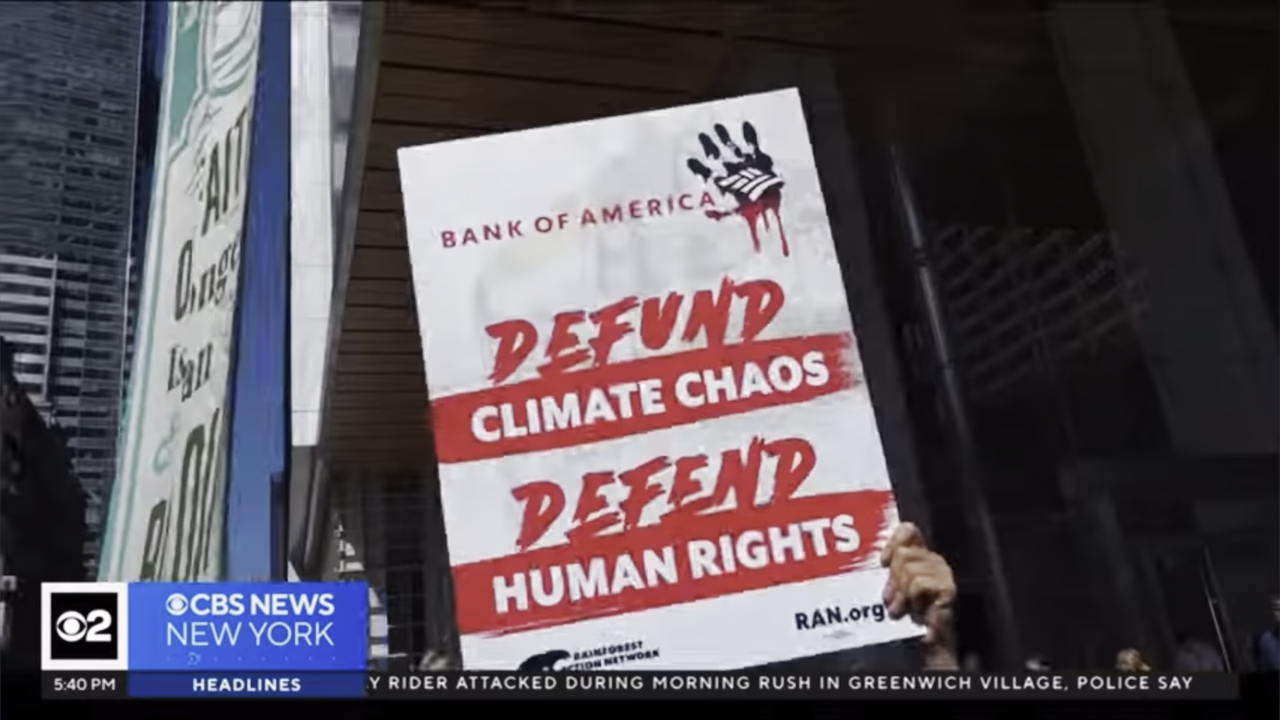 BANK OF AMERICA
DEFUND
CLIMATE CHAOS
DEFEND
HUMAN RIGHTS
RAN.org
RAINFOREST
ACTION NETWORK
2
CBS NEWS
NEW YORK
5:40 PM
HEADLINES
Y RIDER ATTACKED DURING MORNING RUSH IN GREENWICH VILLAGE, POLICE SAY